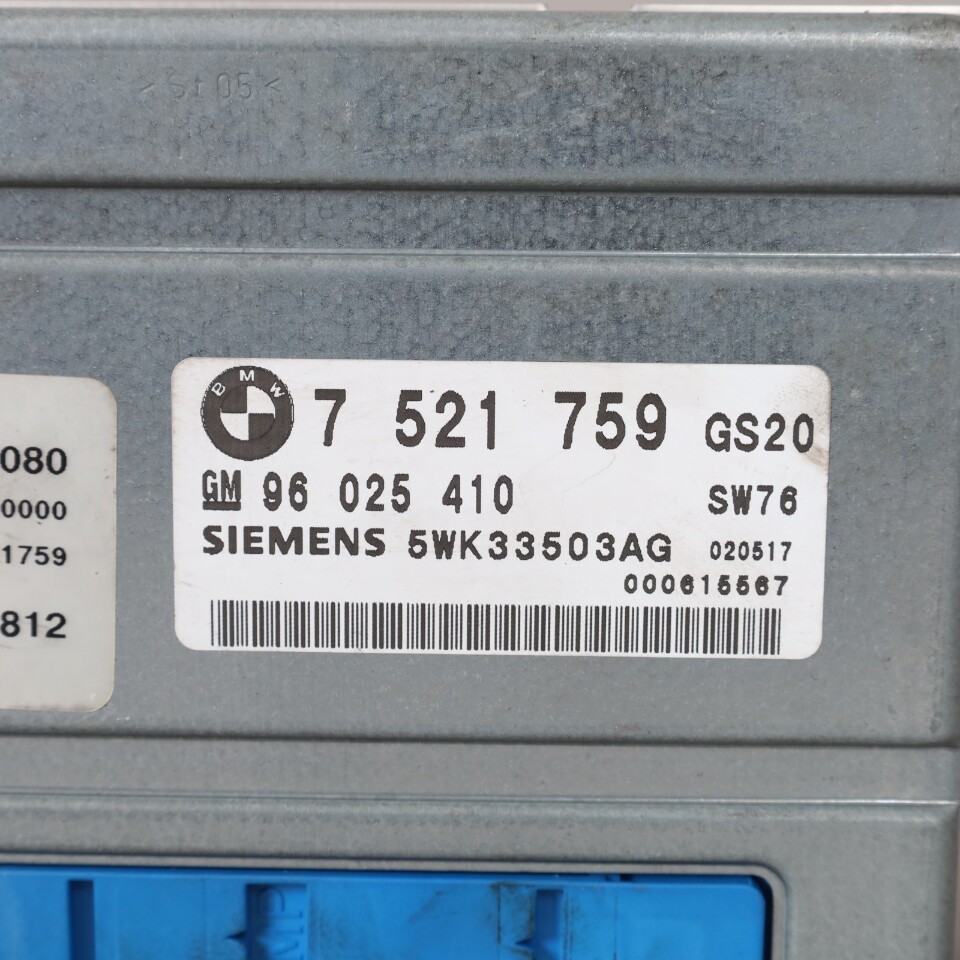 < St 05 <
080
0000
1759
812
BMW 7 521 759 GS20
GM 96 025 410 SW76
SIEMENS 5WK33503AG 020517
000615567